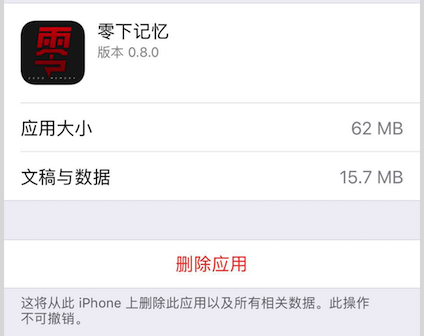 零
ZERO MEMORY
零下记忆
版本 0.8.0
应用大小 62 MB
文稿与数据 15.7 MB
删除应用
这将从此 iPhone 上删除此应用以及所有相关数据。此操作
不可撤销。